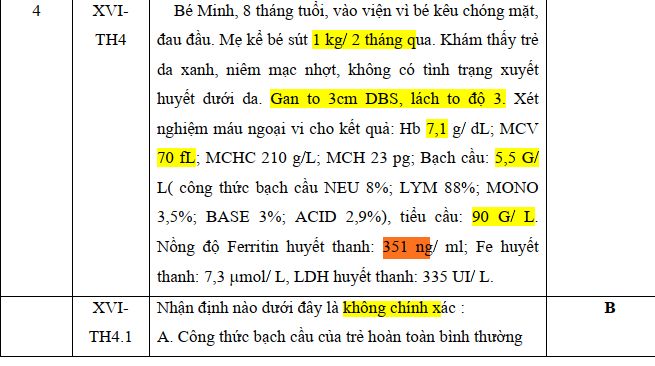 4
XVI-
TH4
Bé Minh, 8 tháng tuổi, vào viện vì bé kêu chóng mặt,
đau đầu. Mẹ kể bé sút 1 kg/ 2 tháng qua. Khám thấy trẻ
da xanh, niêm mạc nhợt, không có tình trạng xuyết
huyết dưới da. Gan to 3cm DBS, lách to độ 3. Xét
nghiệm máu ngoại vi cho kết quả: Hb 7,1 g/ dL; MCV
70 fL; MCHC 210 g/L; MCH 23 pg; Bạch cầu: 5,5 G/
L( công thức bạch cầu NEU 8%; LYM 88%; MONO
3,5%; BASE 3%; ACID 2,9%), tiểu cầu: 90 G/ L.
Nồng độ Ferritin huyết thanh: 351 ng/ ml; Fe huyết
thanh: 7,3 µmol/ L, LDH huyết thanh: 335 UI/ L.
XVI-
TH4.1
Nhận định nào dưới đây là không chính xác :
A. Công thức bạch cầu của trẻ hoàn toàn bình thường
B